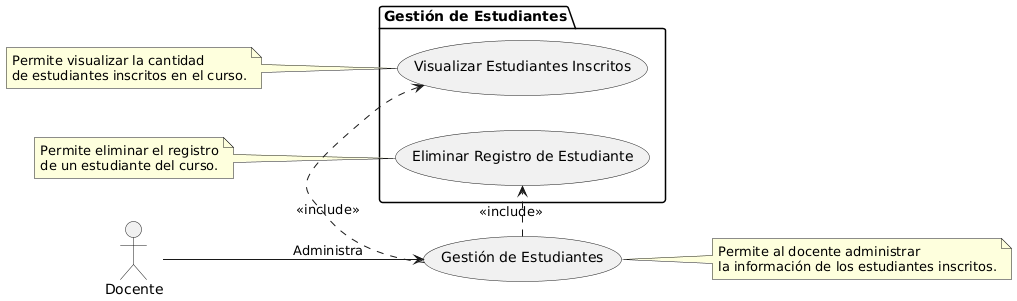 Gestión de Estudiantes
Permite visualizar la cantidad
de estudiantes inscritos en el curso.
Visualizar Estudiantes Inscritos
Permite eliminar el registro
de un estudiante del curso.
Eliminar Registro de Estudiante
«include»
«include»
Administra
Docente
Gestión de Estudiantes
Permite al docente administrar
la información de los estudiantes inscritos.